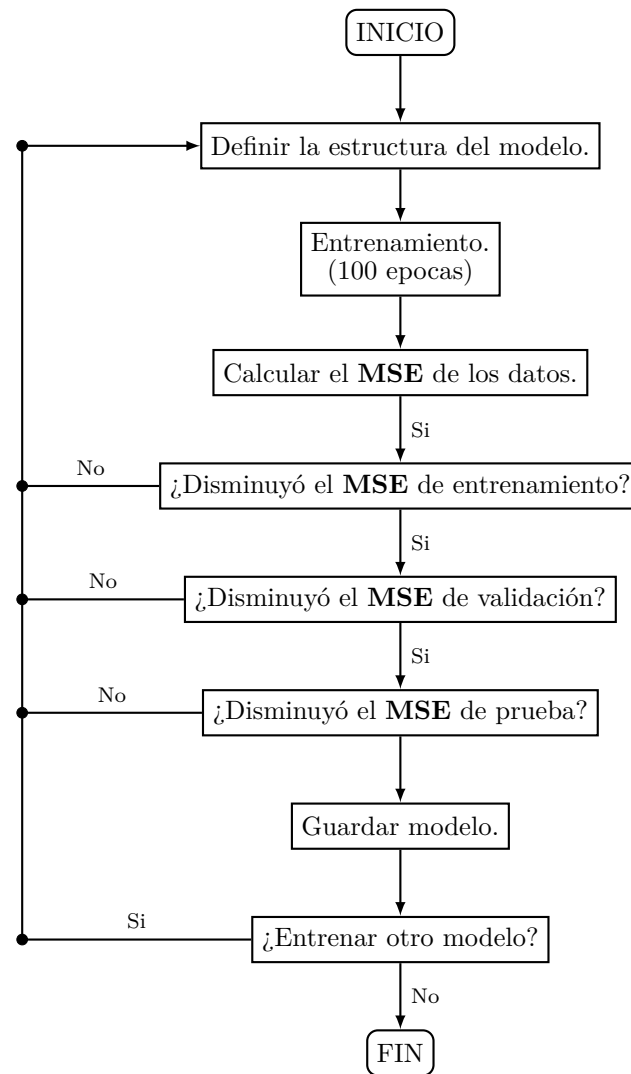 INICIO
Definir la estructura del modelo.
Entrenamiento.
(100 epocas)
Calcular el MSE de los datos.
Si
No
¿Disminuyó el MSE de entrenamiento?
Si
No
¿Disminuyó el MSE de validación?
Si
No
¿Disminuyó el MSE de prueba?
Guardar modelo.
Si
¿Entrenar otro modelo?
No
FIN